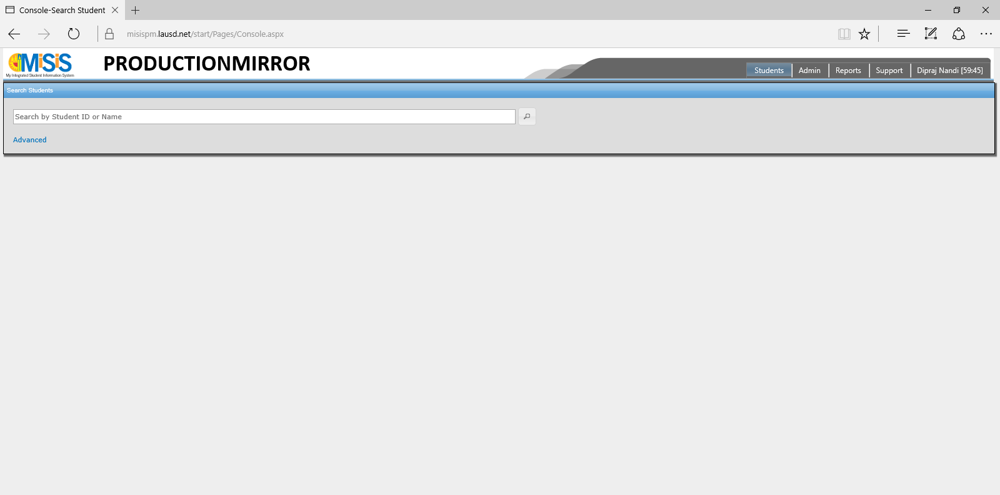 Console-Search Student
misispm.lausd.net/start/Pages/Console.aspx
MiSiS
My Integrated Student Information System
PRODUCTIONMIRROR
Students
Admin
Reports
Support
Dipraj Nandi [59:45]
Search Students
Search by Student ID or Name
Advanced